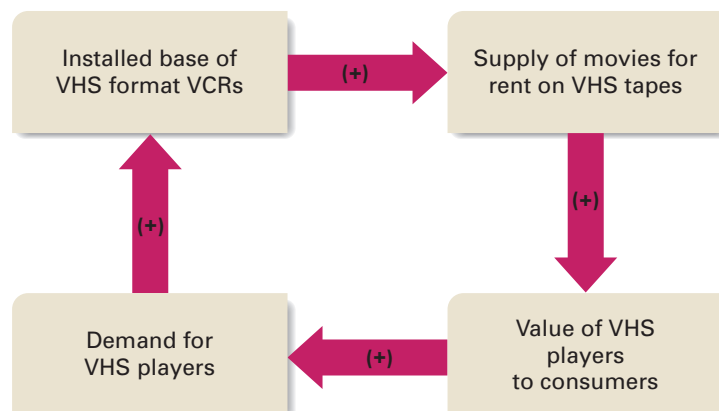 Installed base of
VHS format VCRs
(+)
Supply of movies for
rent on VHS tapes
(+)
(+)
Demand for
VHS players
(+)
Value of VHS
players
to consumers